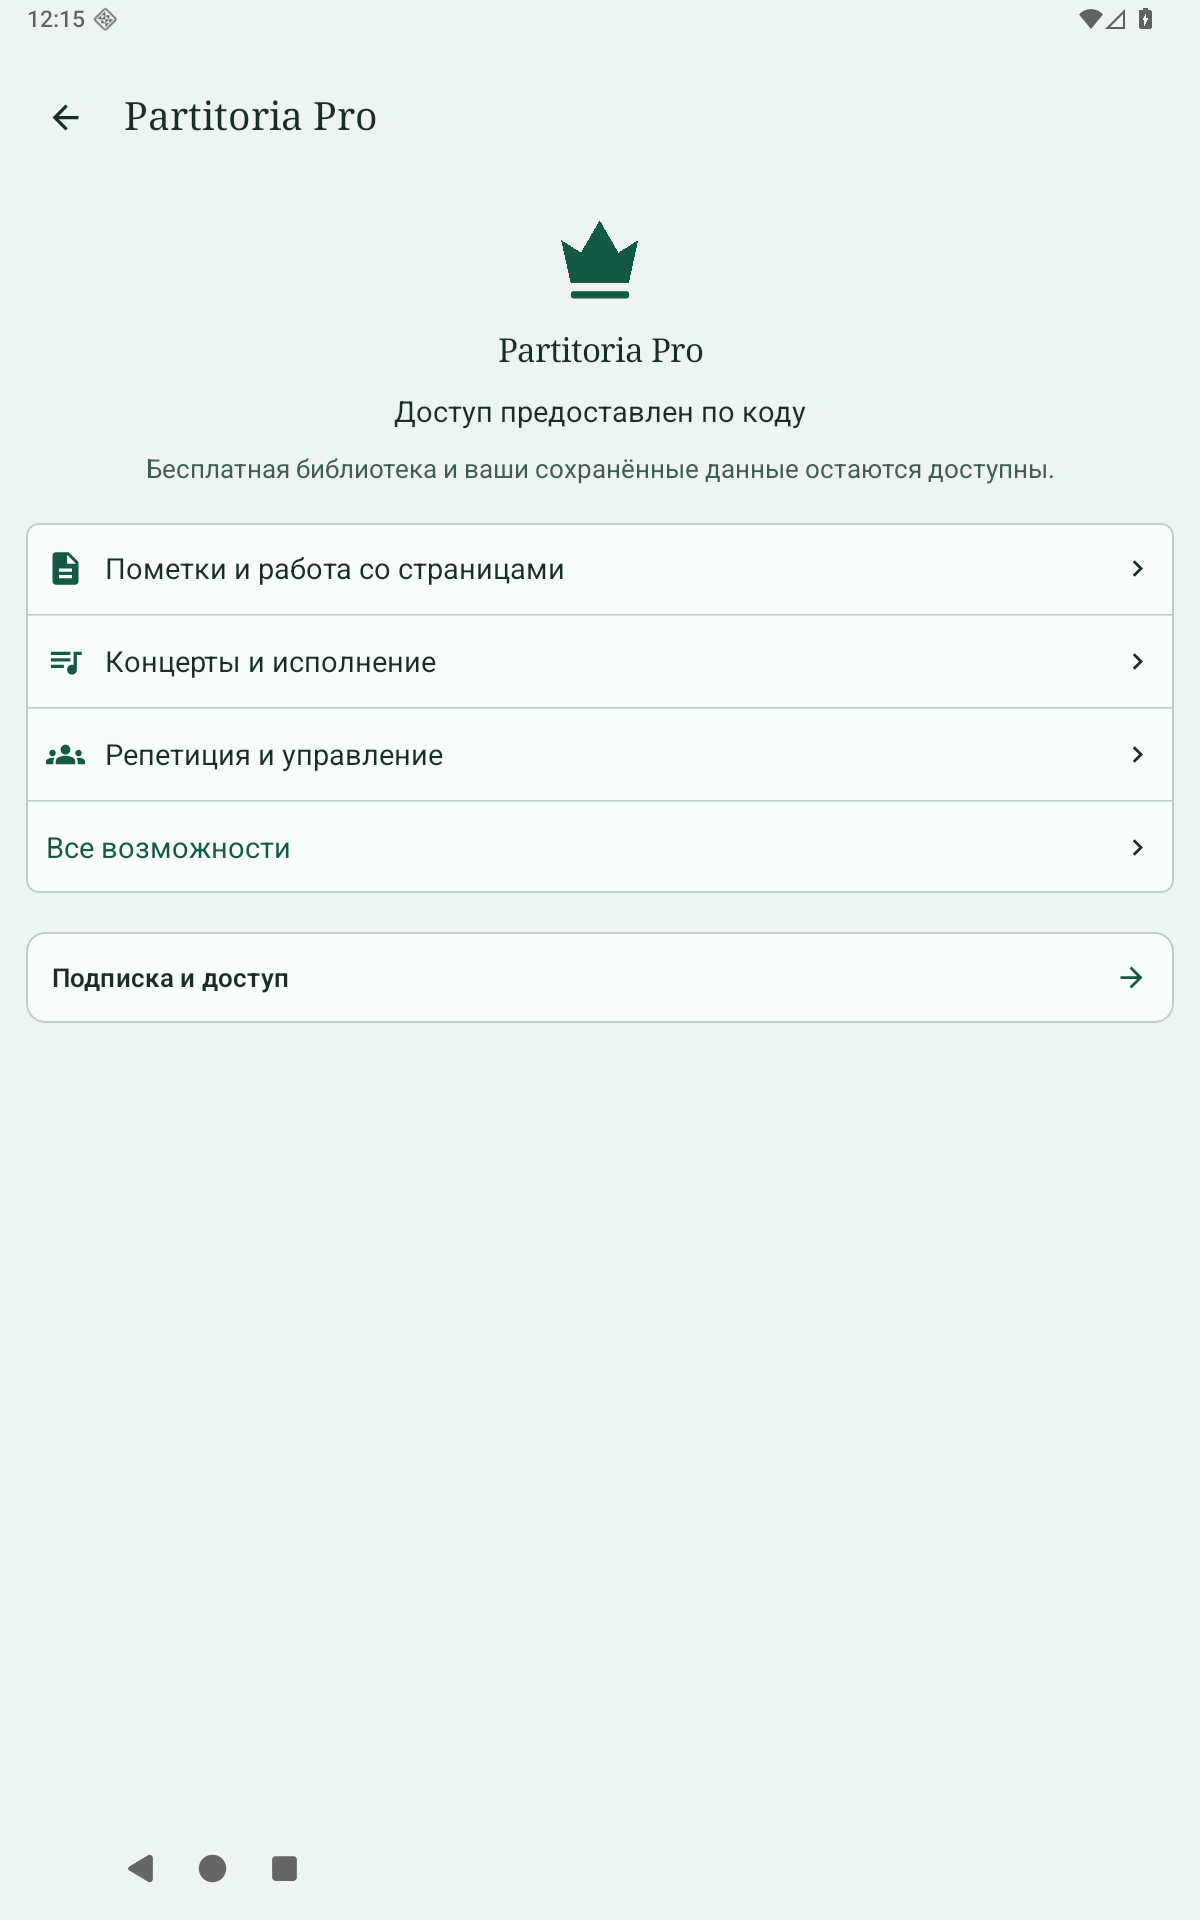 12:15
Partitoria Pro
Partitoria Pro
Доступ предоставлен по коду
Бесплатная библиотека и ваши сохранённые данные остаются доступны.
Пометки и работа со страницами
Концерты и исполнение
Репетиция и управление
Все возможности
Подписка и доступ